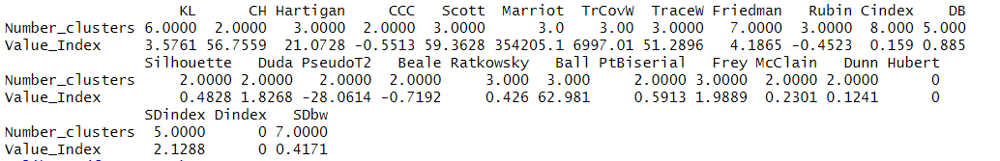 KL      CH Hartigan     CCC   Scott  Marriot  TrCovW  TraceW Friedman   Rubin Cindex    DB
Number_clusters 6.0000  2.0000   3.0000  2.0000  3.0000      3.0    3.00  3.0000   7.0000  3.0000  8.000 5.000
Value_Index     3.5761 56.7559  21.0728 -0.5513 59.3628 354205.1 6997.01 51.2896   4.1865 -0.4523  0.159 0.885
                Silhouette   Duda PseudoT2   Beale Ratkowsky   Ball PtBiserial   Frey McClain   Dunn Hubert
Number_clusters     2.0000 2.0000   2.0000  2.0000     3.000  3.000     2.0000 3.0000  2.0000 2.0000      0
Value_Index         0.4828 1.8268 -28.0614 -0.7192     0.426 62.981     0.5913 1.9889  0.2301 0.1241      0
                SDindex Dindex   SDbw
Number_clusters  5.0000      0 7.0000
Value_Index      2.1288      0 0.4171